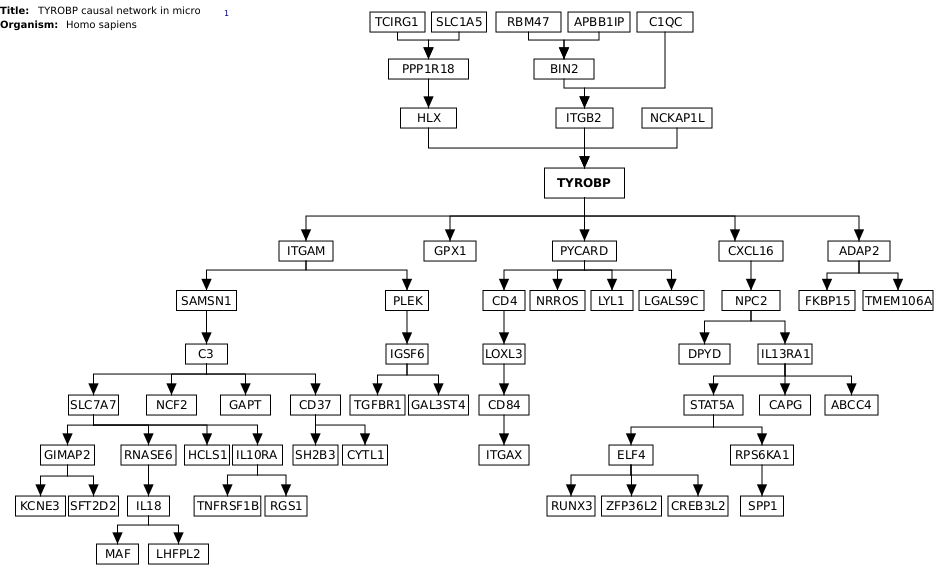 Title: TYROBP causal network in micro 1
Organism: Homo sapiens
TCIRG1 SLC1A5 RBM47 APBB1IP C1QC
PPP1R18 BIN2
HLX ITGB2 NCKAP1L
TYROBP
ITGAM GPX1 PYCARD CXCL16 ADAP2
SAMSN1 PLEK CD4 NRROS LYL1 LGALS9C NPC2 FKBP15 TMEM106A
C3 IGSF6 LOXL3 DPYD IL13RA1
SLC7A7 NCF2 GAPT CD37 TGFBR1 GAL3ST4 CD84 STAT5A CAPG ABCC4
GIMAP2 RNASE6 HCLS1 IL10RA SH2B3 CYTL1 ITGAX ELF4 RPS6KA1
KCNE3 SFT2D2 IL18 TNFRSF1B RGS1 RUNX3 ZFP36L2 CREB3L2 SPP1
MAF LHFPL2